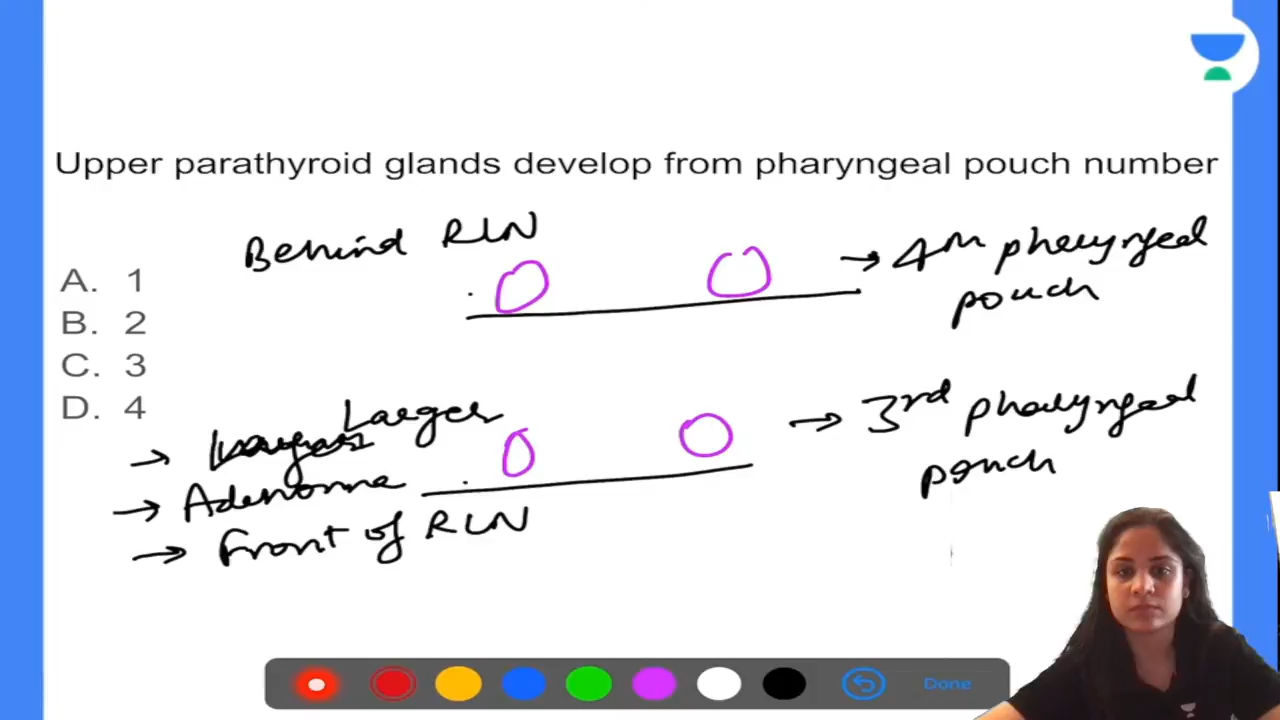 Upper parathyroid glands develop from pharyngeal pouch number
Behind RLN
→ 4th pharyngeal
pouch
A. 1
B. 2
C. 3
D. 4
→ Larger
→ 3rd pharyngeal
pouch
→ Adenoma
→ Front of RLN
Done